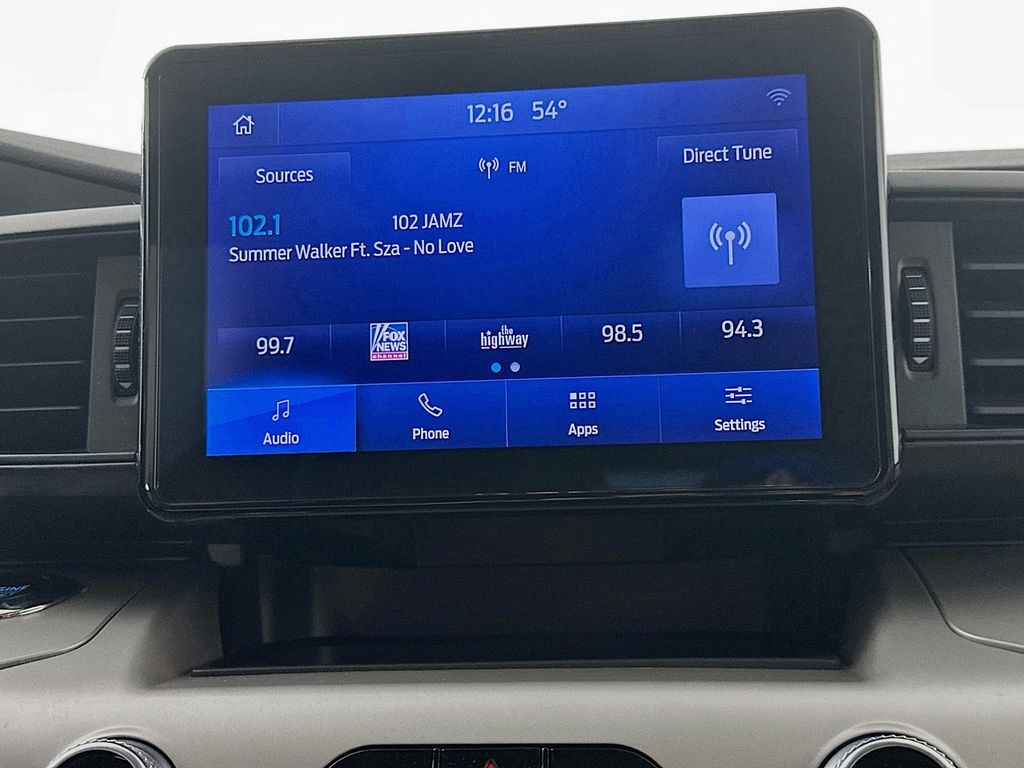 12:16 54°
Sources
FM
Direct Tune
102.1 102 JAMZ
Summer Walker Ft. Sza - No Love
99.7
FOX
NEWS
channel
the
highway
98.5
94.3
Audio
Phone
Apps
Settings